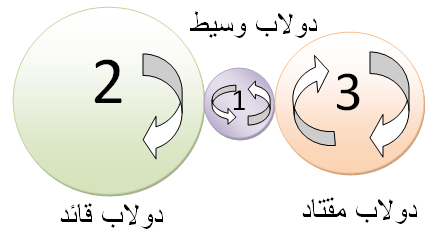 دولاب وسيط
2
1
3
دولاب قائد
دولاب مقتاد